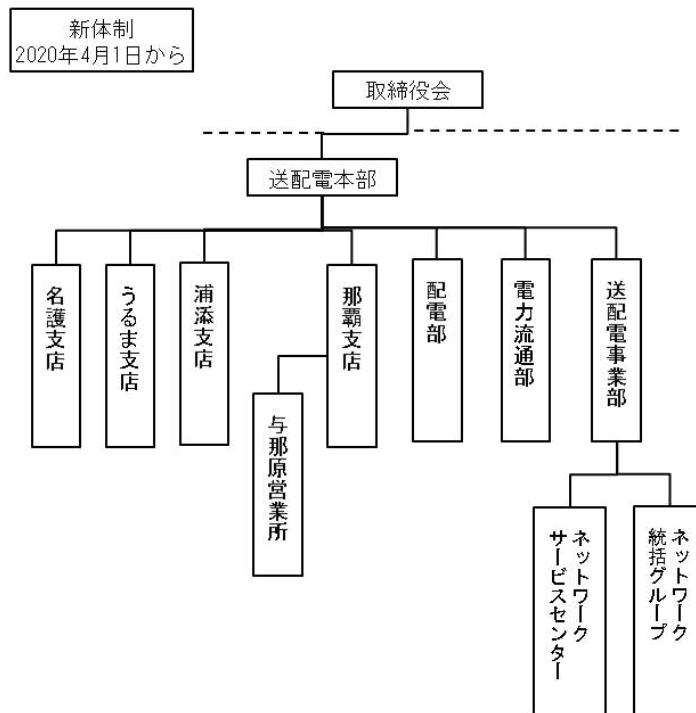 新体制
2020年4月1日から
取締役会
送配電本部
名護支店
うるま支店
浦添支店
那覇支店
配電部
電力流通部
送配電事業部
与那原営業所
ネットワーク
サービスセンター
ネットワーク
統括グループ